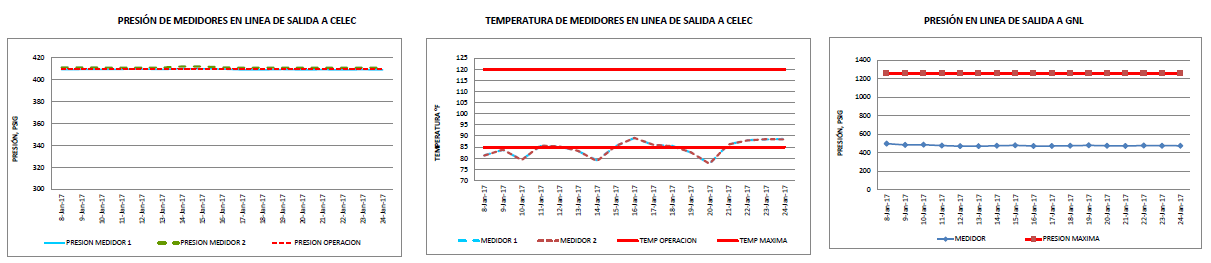 PRESIÓN DE MEDIDORES EN LINEA DE SALIDA A CELEC
PRESIÓN, PSIG
420
400
380
360
340
320
300
8-Jan-17
9-Jan-17
10-Jan-17
11-Jan-17
12-Jan-17
13-Jan-17
14-Jan-17
15-Jan-17
16-Jan-17
17-Jan-17
18-Jan-17
19-Jan-17
20-Jan-17
21-Jan-17
22-Jan-17
23-Jan-17
24-Jan-17
PRESION MEDIDOR 1
PRESION MEDIDOR 2
PRESION OPERACION
TEMPERATURA DE MEDIDORES EN LINEA DE SALIDA A CELEC
TEMPERATURA °F
125
120
115
110
105
100
95
90
85
80
75
70
8-Jan-17
9-Jan-17
10-Jan-17
11-Jan-17
12-Jan-17
13-Jan-17
14-Jan-17
15-Jan-17
16-Jan-17
17-Jan-17
18-Jan-17
19-Jan-17
20-Jan-17
21-Jan-17
22-Jan-17
23-Jan-17
24-Jan-17
MEDIDOR 1
MEDIDOR 2
TEMP OPERACION
TEMP MAXIMA
PRESIÓN EN LINEA DE SALIDA A GNL
PRESIÓN, PSIG
1400
1200
1000
800
600
400
200
0
8-Jan-17
9-Jan-17
10-Jan-17
11-Jan-17
12-Jan-17
13-Jan-17
14-Jan-17
15-Jan-17
16-Jan-17
17-Jan-17
18-Jan-17
19-Jan-17
20-Jan-17
21-Jan-17
22-Jan-17
23-Jan-17
24-Jan-17
MEDIDOR
PRESION MAXIMA